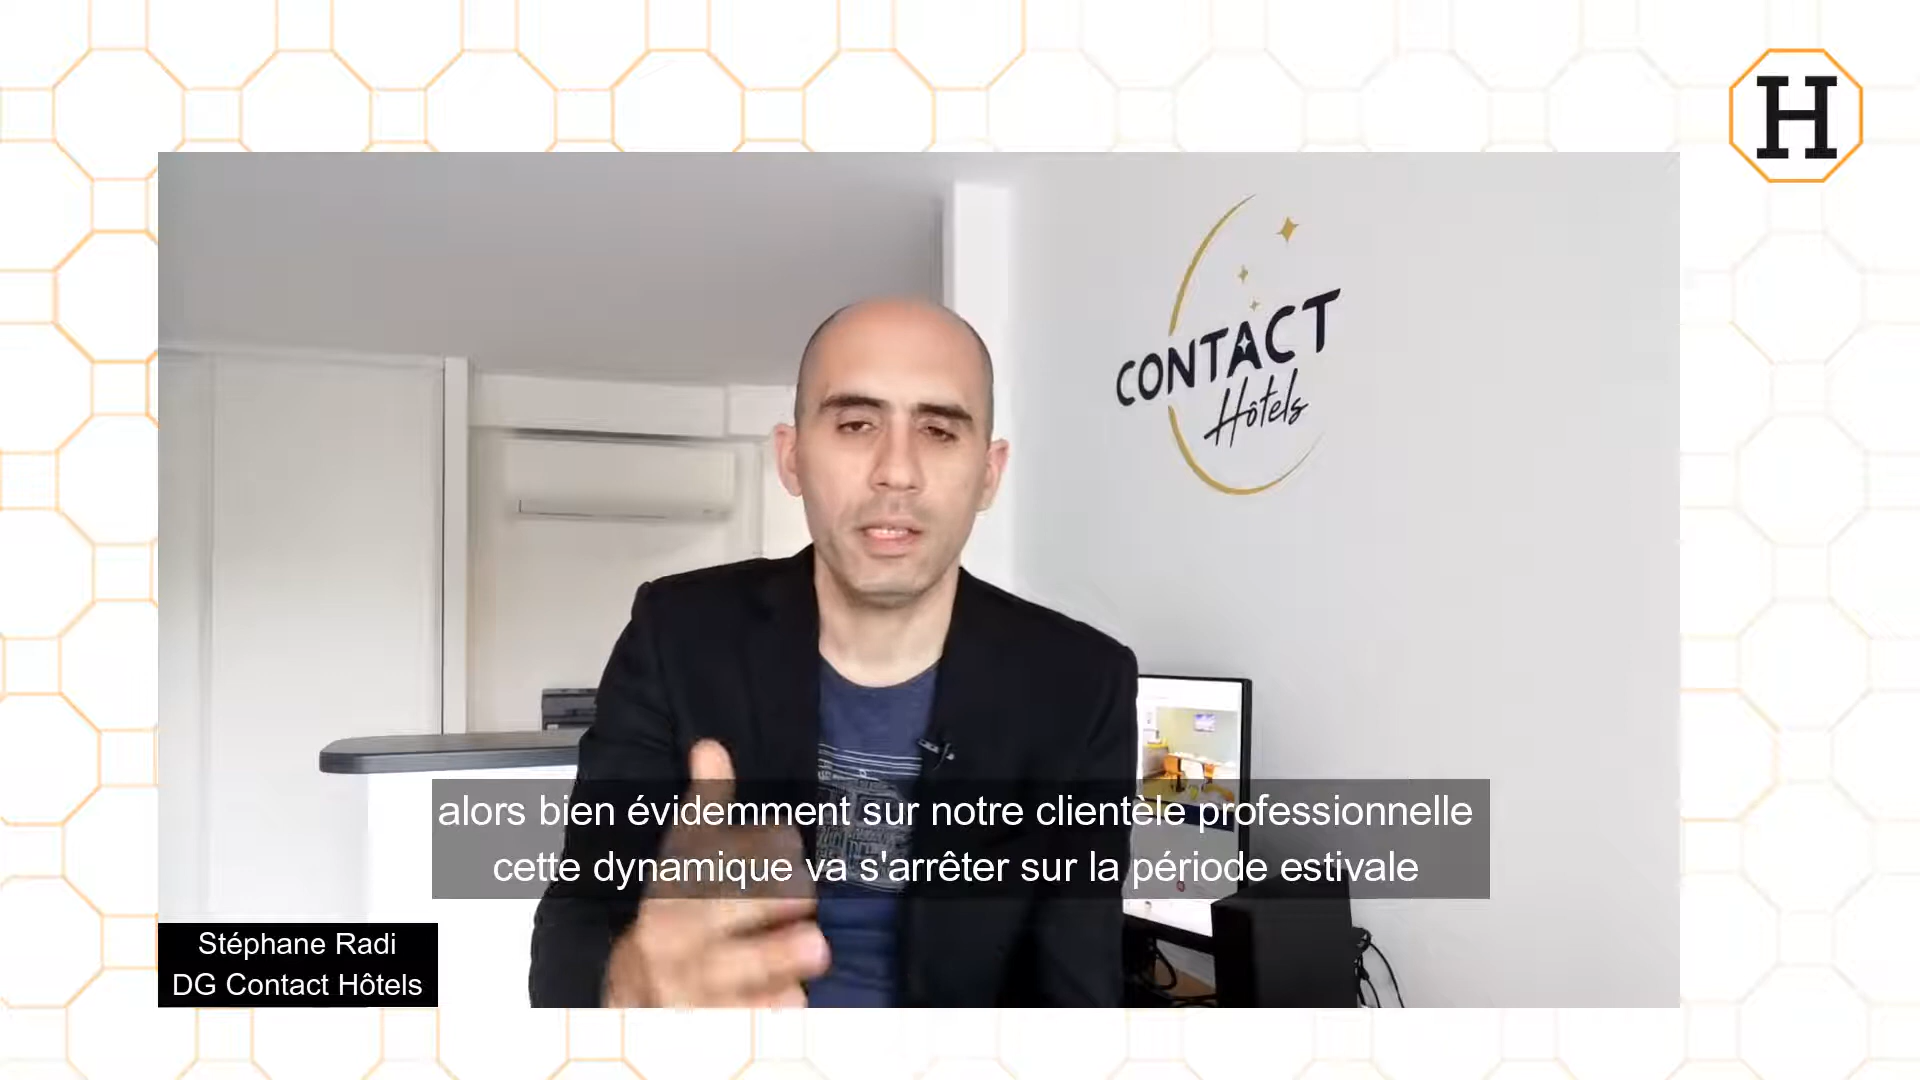 H
CONTACT
Hôtels
alors bien évidemment sur notre clientèle professionnelle
cette dynamique va s'arrêter sur la période estivale
Stéphane Radi
DG Contact Hôtels